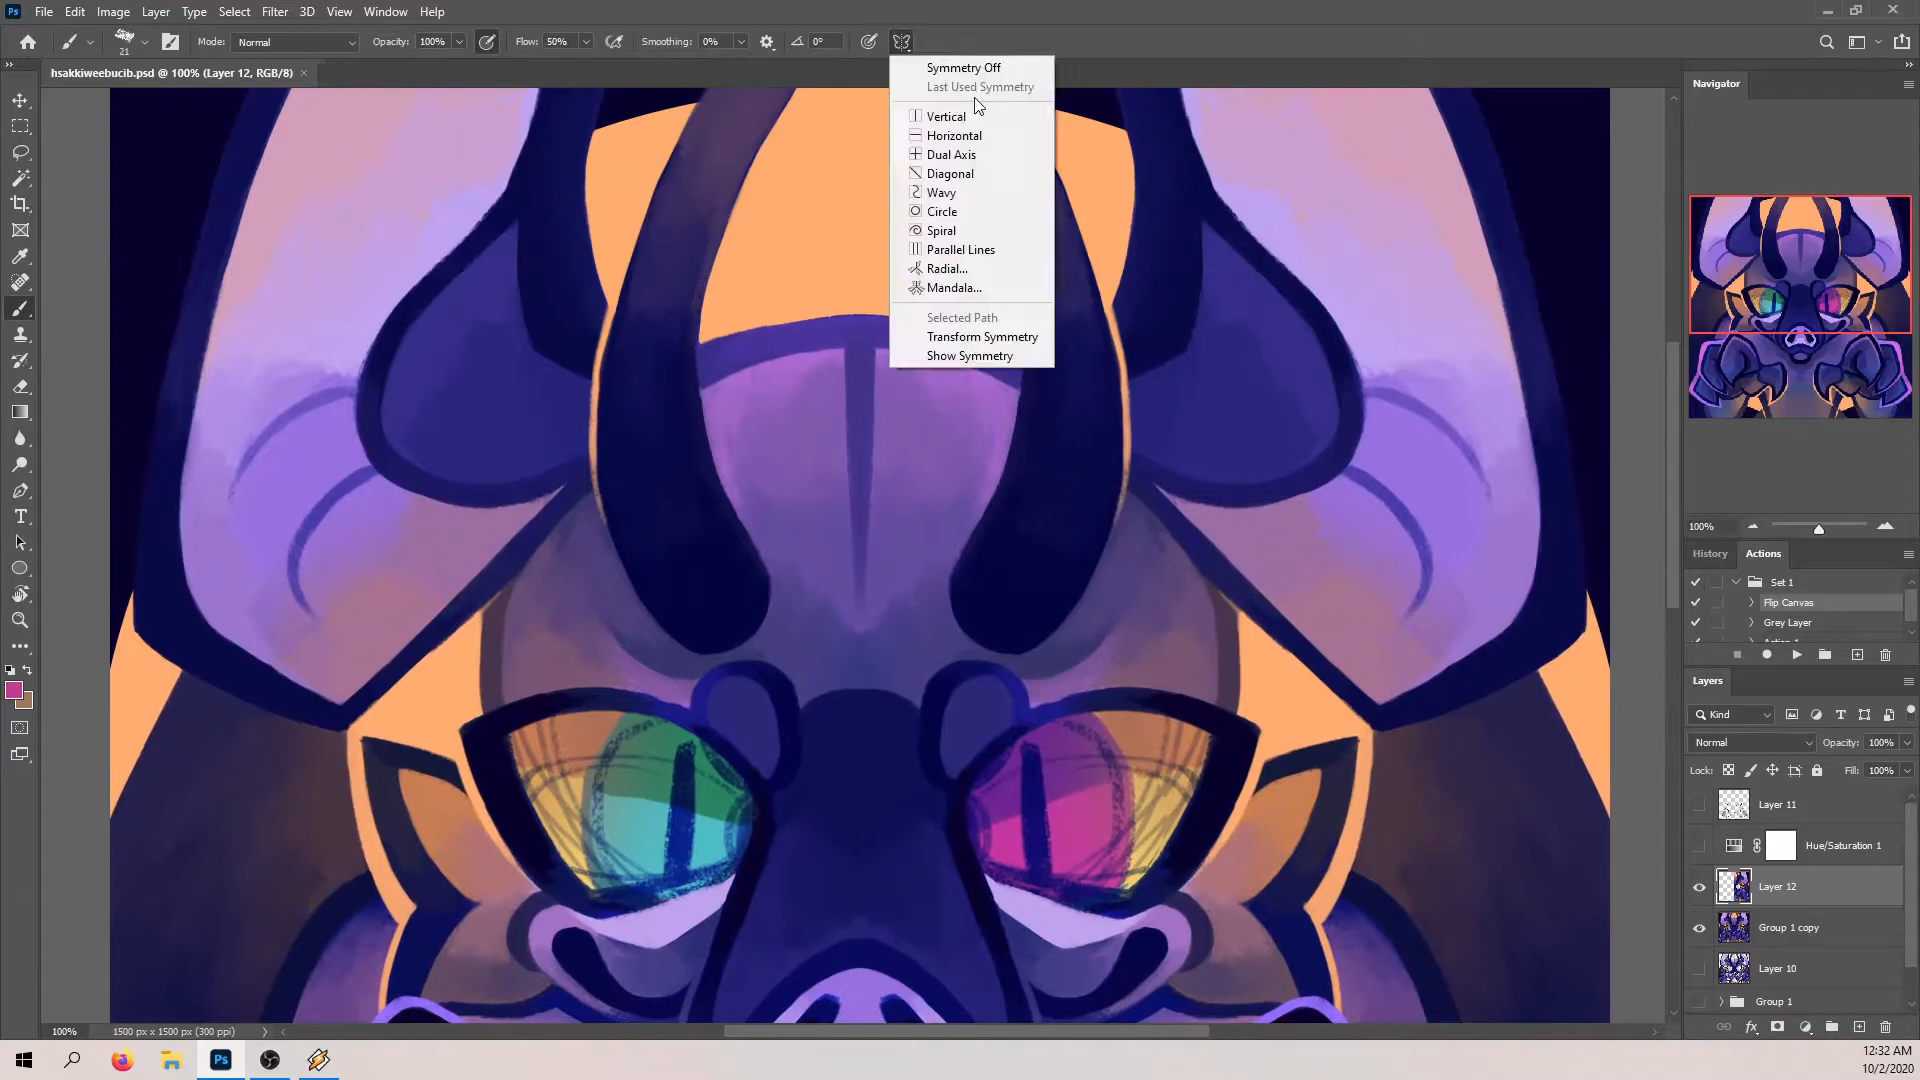 Ps File Edit Image Layer Type Select Filter 3D View Window Help
21 Mode: Normal Opacity: 100% Flow: 50% Smoothing: 0% 0°
hsakkiweebucib.psd @ 100% (Layer 12, RGB/8) ×
Symmetry Off
Last Used Symmetry
Vertical
Horizontal
Dual Axis
Diagonal
Wavy
Circle
Spiral
Parallel Lines
Radial...
Mandala...
Selected Path
Transform Symmetry
Show Symmetry
Navigator
100%
History Actions
Set 1
Flip Canvas
Grey Layer
Layers
Kind
Normal Opacity: 100%
Lock: Fill: 100%
Layer 11
Hue/Saturation 1
Layer 12
Group 1 copy
Layer 10
Group 1
fx
100% 1500 px x 1500 px (300 ppi)
Ps
12:32 AM
10/2/2020